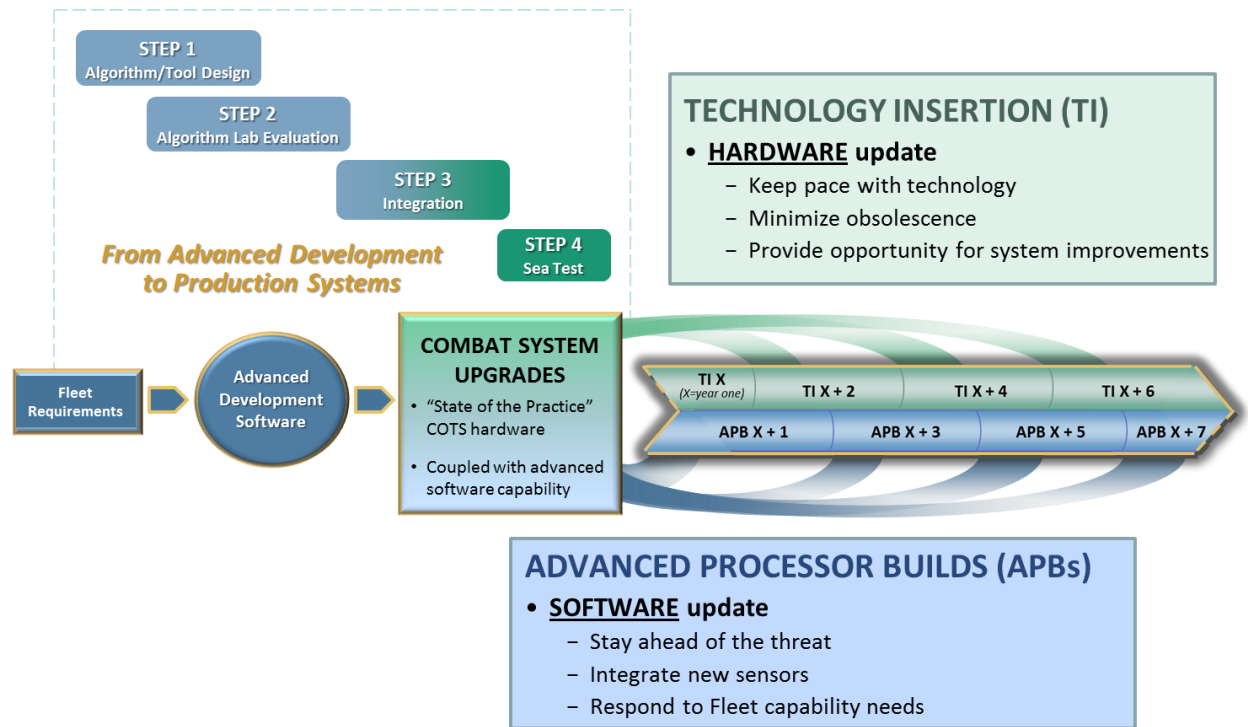 STEP 1
Algorithm/Tool Design
STEP 2
Algorithm Lab Evaluation
STEP 3
Integration
STEP 4
Sea Test
From Advanced Development
to Production Systems
TECHNOLOGY INSERTION (TI)
• HARDWARE update
– Keep pace with technology
– Minimize obsolescence
– Provide opportunity for system improvements
Fleet
Requirements
Advanced
Development
Software
COMBAT SYSTEM
UPGRADES
• “State of the Practice”
COTS hardware
• Coupled with advanced
software capability
TI X
(X=year one)
TI X + 2
TI X + 4
TI X + 6
APB X + 1
APB X + 3
APB X + 5
APB X + 7
ADVANCED PROCESSOR BUILDS (APBs)
• SOFTWARE update
– Stay ahead of the threat
– Integrate new sensors
– Respond to Fleet capability needs